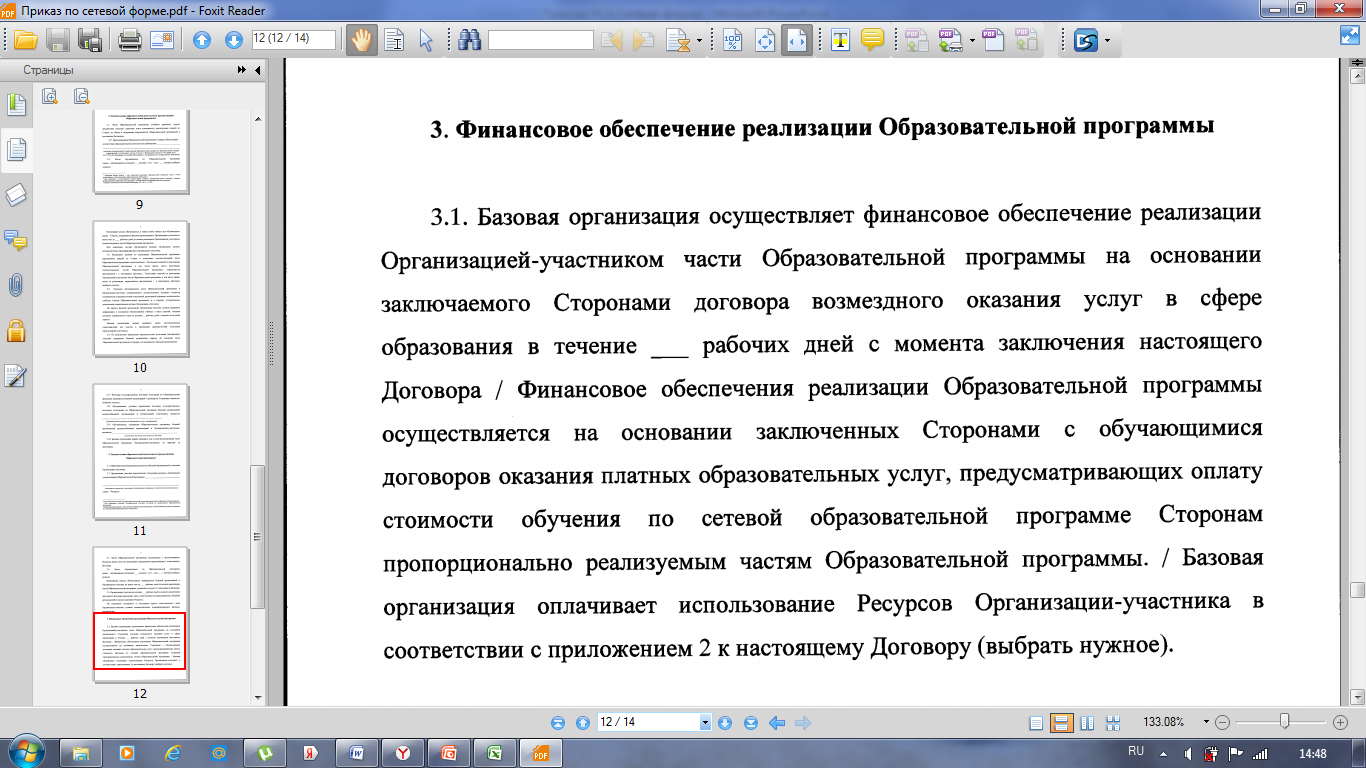 Приказ по сетевой форме.pdf - Foxit Reader
12 (12 / 14)
Страницы
9
10
11
12
3. Финансовое обеспечение реализации Образовательной программы
3.1. Базовая организация осуществляет финансовое обеспечение реализации
Организацией-участником части Образовательной программы на основании
заключаемого Сторонами договора возмездного оказания услуг в сфере
образования в течение ___ рабочих дней с момента заключения настоящего
Договора / Финансовое обеспечения реализации Образовательной программы
осуществляется на основании заключенных Сторонами с обучающимися
договоров оказания платных образовательных услуг, предусматривающих оплату
стоимости обучения по сетевой образовательной программе Сторонам
пропорционально реализуемым частям Образовательной программы. / Базовая
организация оплачивает использование Ресурсов Организации-участника в
соответствии с приложением 2 к настоящему Договору (выбрать нужное).
12 / 14
133.08%
RU
14:48